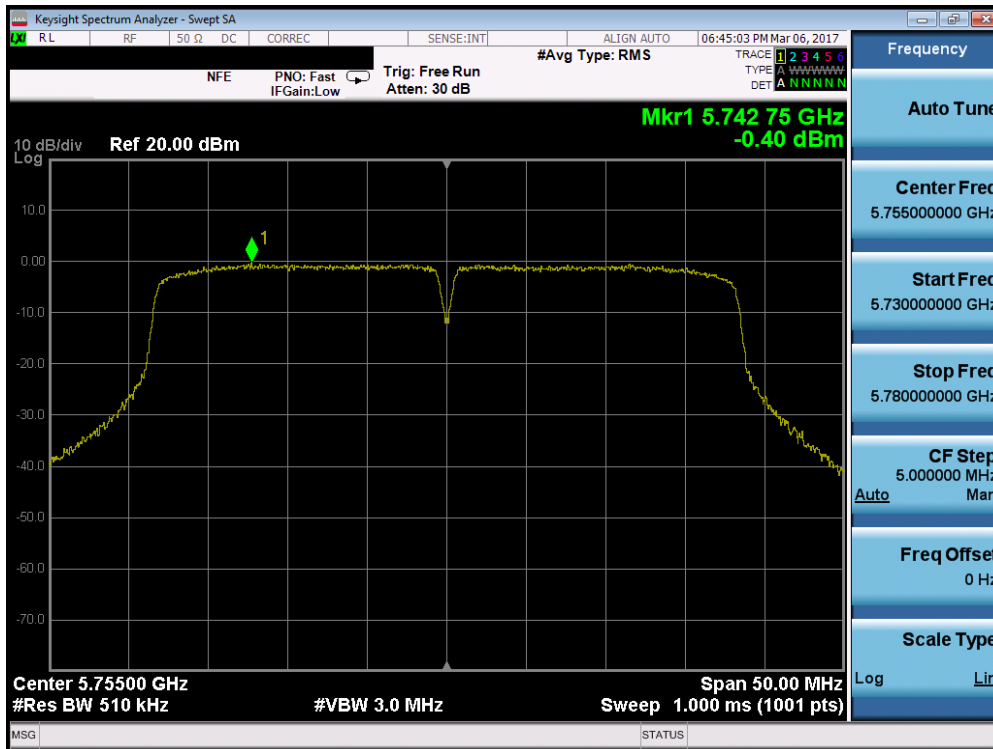 Keysight Spectrum Analyzer - Swept SA
LXI RL RF 50 Ω DC CORREC SENSE:INT ALIGN AUTO 06:45:03 PM Mar 06, 2017
#Avg Type: RMS
TRACE 1 2 3 4 5 6
TYPE A WWWWW
DET A N N N N N
NFE
PNO: Fast
IFGain:Low
Trig: Free Run
Atten: 30 dB
Mkr1 5.742 75 GHz
-0.40 dBm
10 dB/div
Log
Ref 20.00 dBm
1
10.0
0.00
-10.0
-20.0
-30.0
-40.0
-50.0
-60.0
-70.0
Center 5.75500 GHz
Span 50.00 MHz
#Res BW 510 kHz
#VBW 3.0 MHz
Sweep 1.000 ms (1001 pts)
MSG
STATUS
Frequency
Auto Tune
Center Freq
5.755000000 GHz
Start Freq
5.730000000 GHz
Stop Freq
5.780000000 GHz
CF Step
5.000000 MHz
Auto Man
Freq Offset
0 Hz
Scale Type
Log Lin